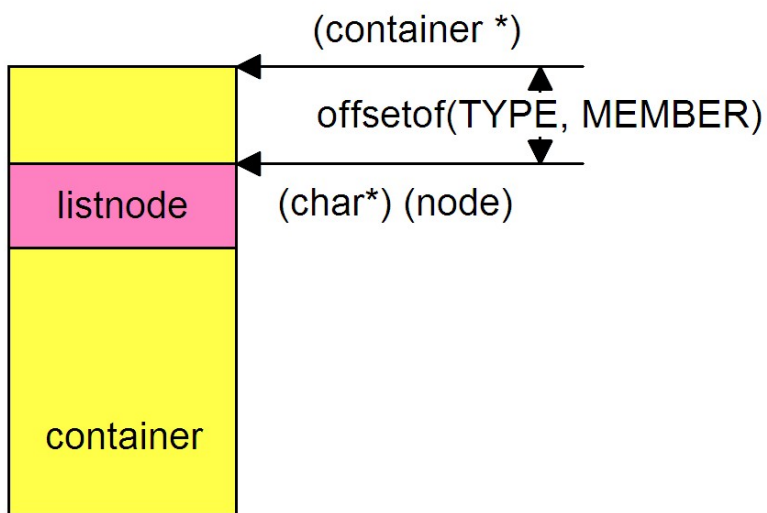 (container *)
offsetof(TYPE, MEMBER)
listnode
(char*) (node)
container